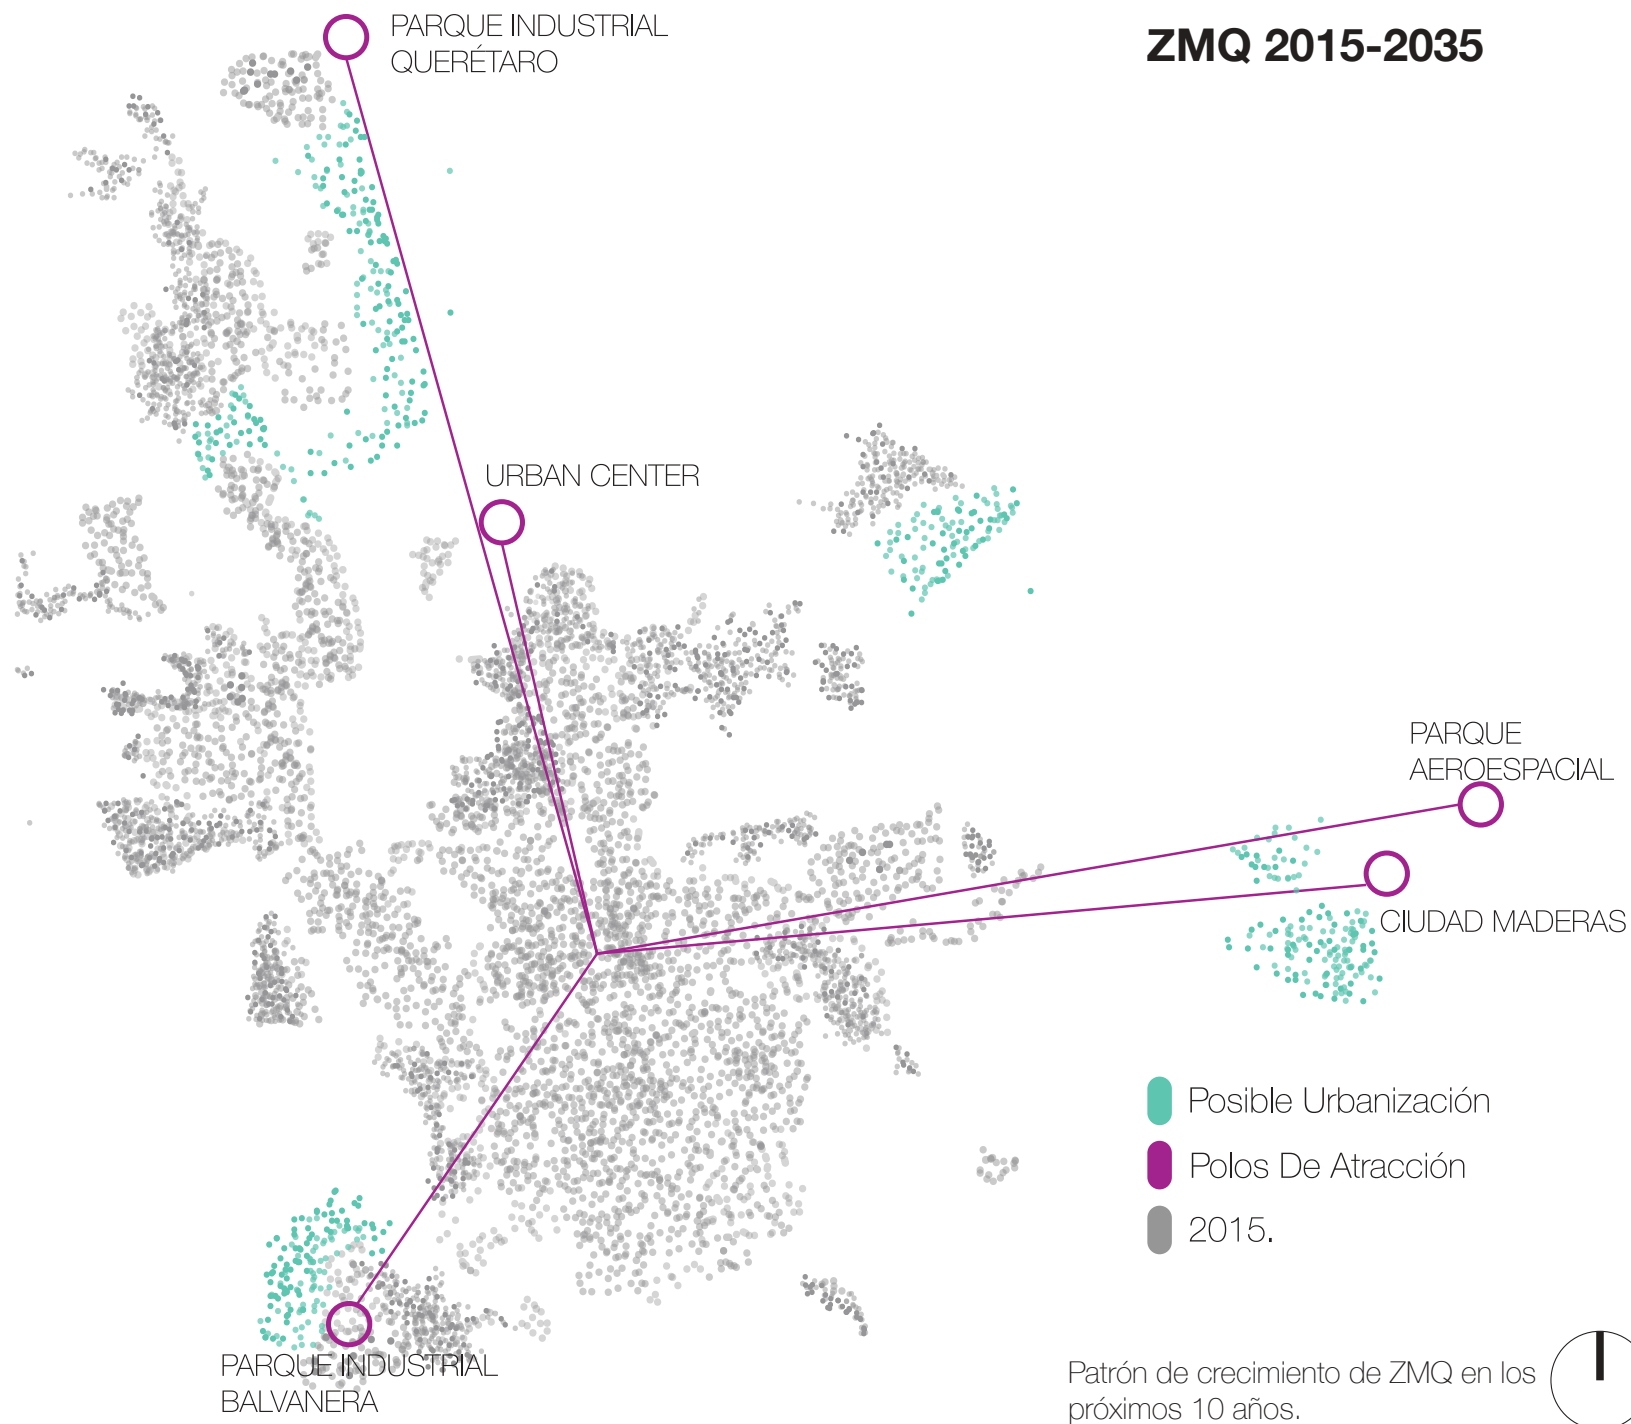 PARQUE INDUSTRIAL
QUERÉTARO
ZMQ 2015-2035
URBAN CENTER
PARQUE
AEROESPACIAL
CIUDAD MADERAS
Posible Urbanización
Polos De Atracción
2015.
PARQUE INDUSTRIAL
BALVANERA
Patrón de crecimiento de ZMQ en los
próximos 10 años.